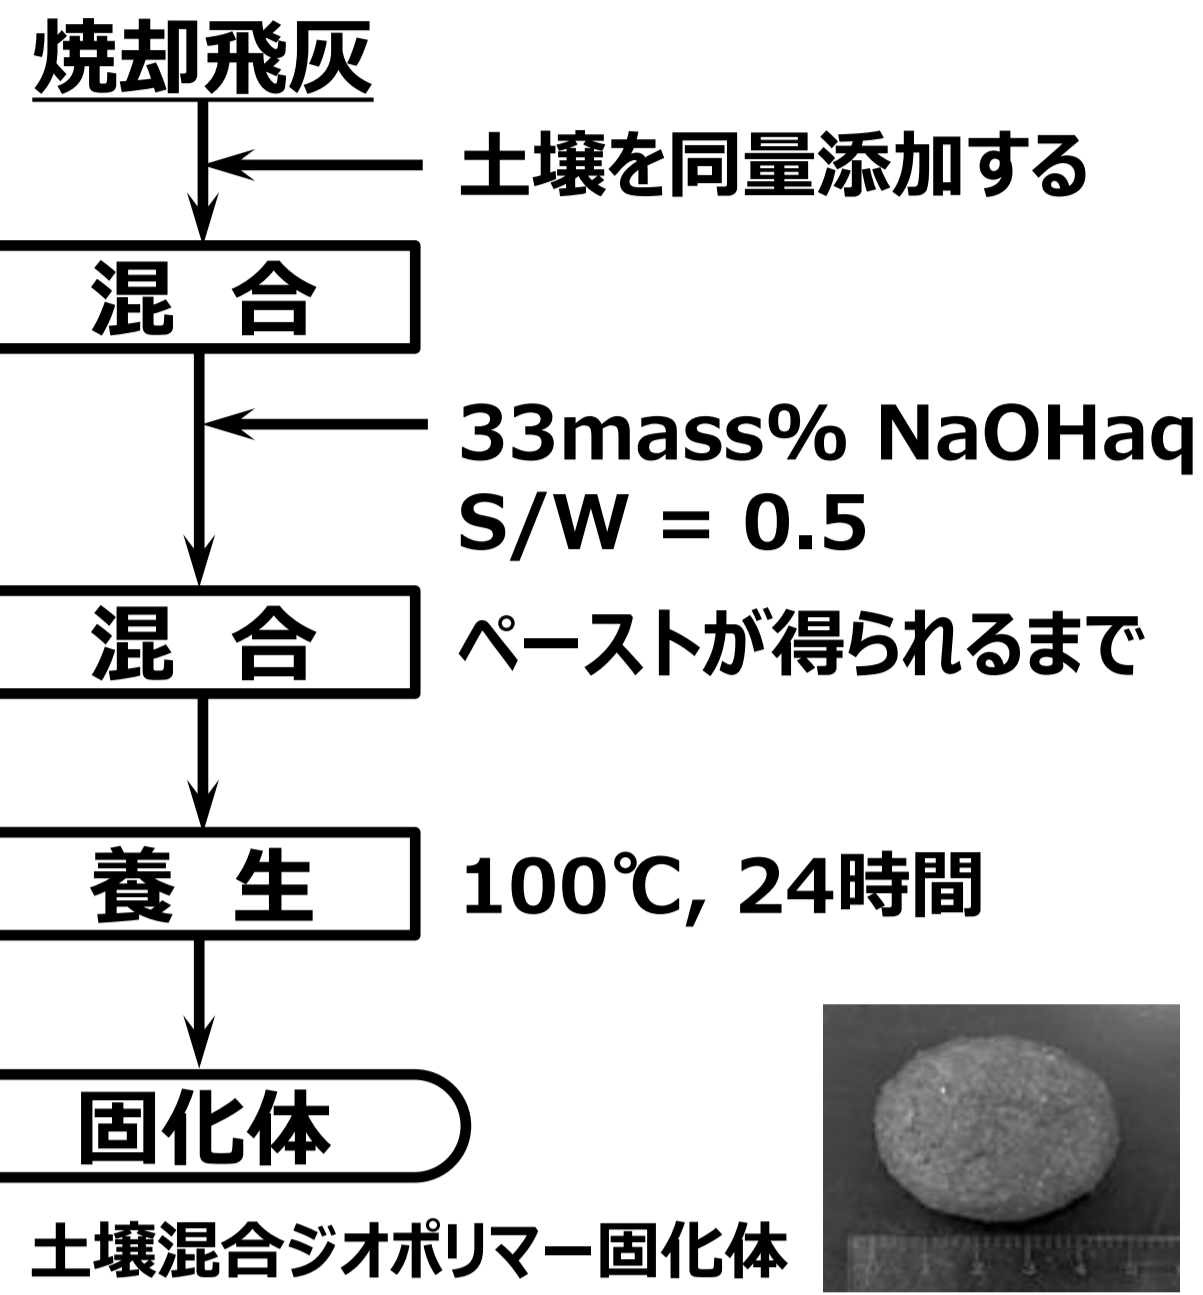 焼却飛灰
土壌を同量添加する
混 合
33mass% NaOHaq
S/W = 0.5
混 合
ペーストが得られるまで
養 生
100℃, 24時間
固化体
土壌混合ジオポリマー固化体